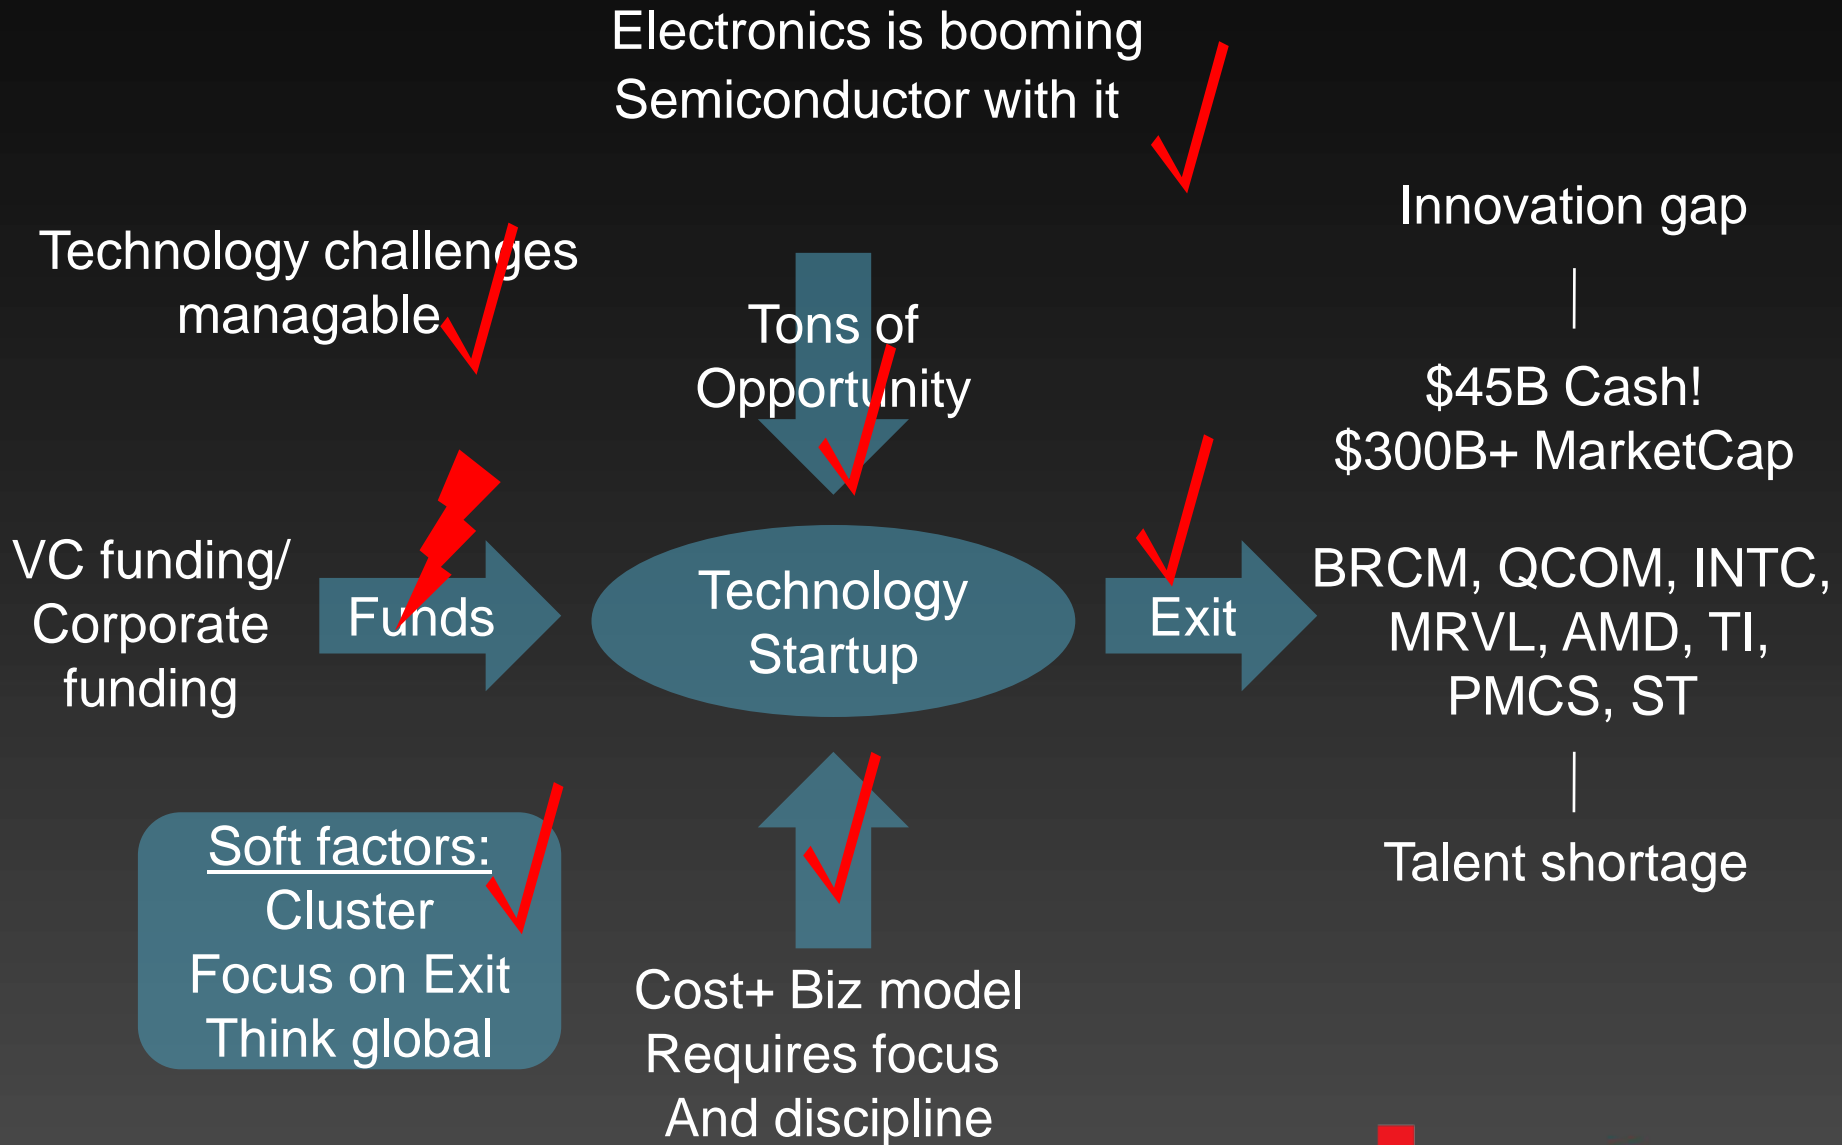 Electronics is booming
Semiconductor with it
Technology challenges
managable
Tons of
Opportunity
Innovation gap
$45B Cash!
$300B+ MarketCap
VC funding/
Corporate
funding
Funds
Technology
Startup
Exit
BRCM, QCOM, INTC,
MRVL, AMD, TI,
PMCS, ST
Talent shortage
Soft factors:
Cluster
Focus on Exit
Think global
Cost+ Biz model
Requires focus
And discipline